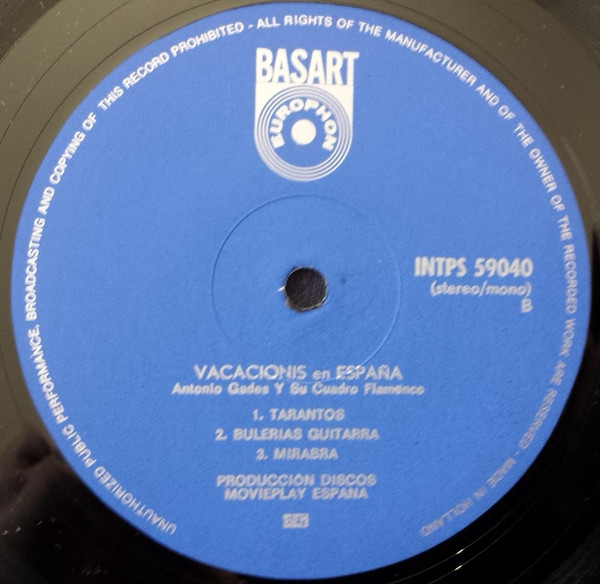 UNAUTHORIZED PUBLIC PERFORMANCE, BROADCASTING AND COPYING OF THIS RECORD PROHIBITED - ALL RIGHTS OF THE MANUFACTURER AND OF THE OWNER OF THE RECORDED WORK ARE RESERVED - MADE IN HOLLAND
BASART
EUROPHON
INTPS 59040
(stereo/mono)
B
VACACIONIS en ESPAÑA
Antonio Gades Y Su Cuadro Flamenco
1. TARANTOS
2. BULERIAS GUITARRA
3. MIRABRA
PRODUCCION DISCOS
MOVIEPLAY ESPANA